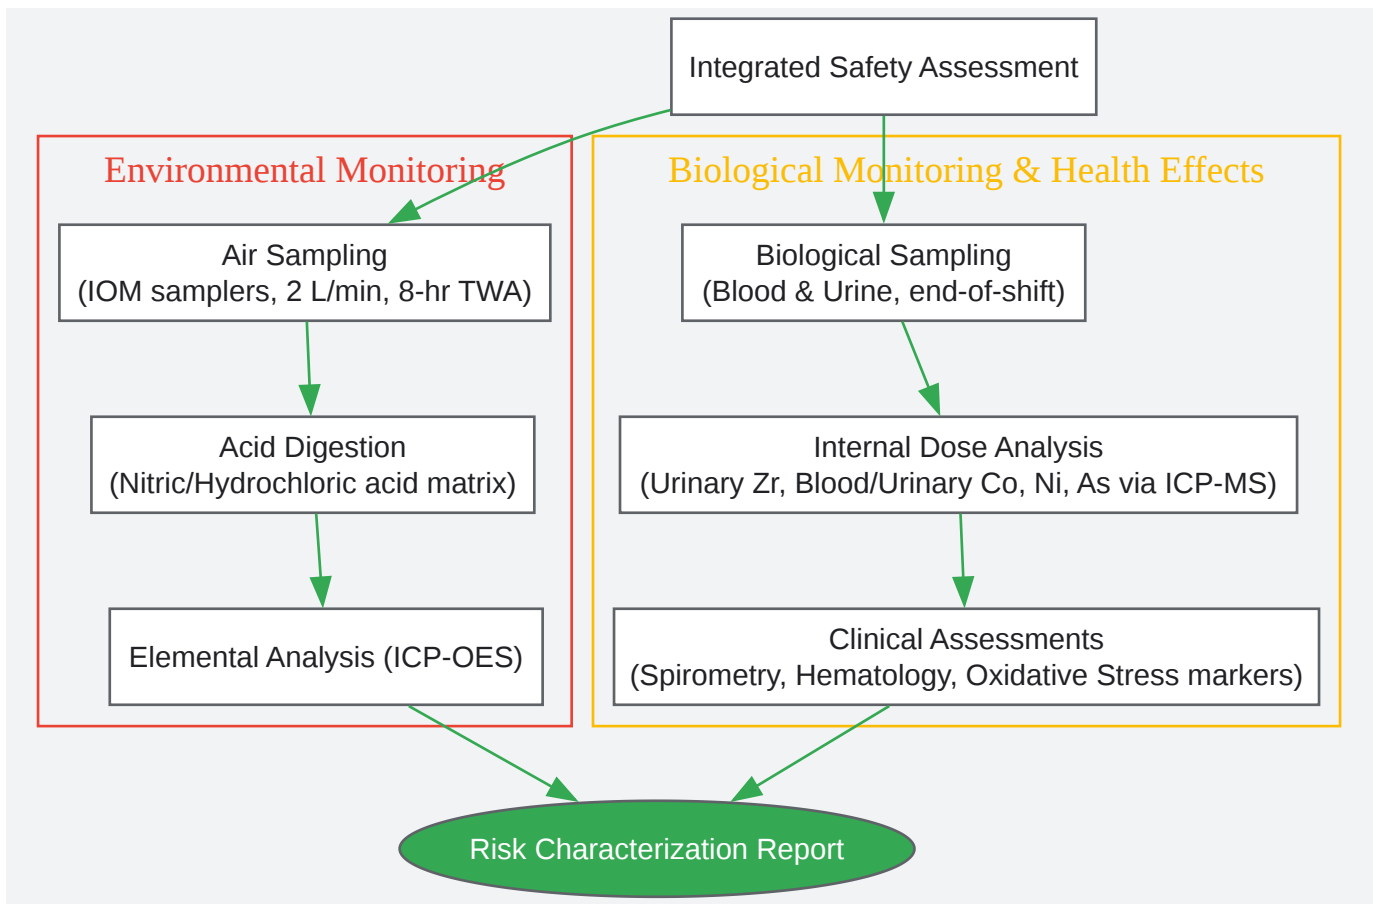 Integrated Safety Assessment
Environmental Monitoring
Air Sampling
(IOM samplers, 2 L/min, 8-hr TWA)
Acid Digestion
(Nitric/Hydrochloric acid matrix)
Elemental Analysis (ICP-OES)
Biological Monitoring & Health Effects
Biological Sampling
(Blood & Urine, end-of-shift)
Internal Dose Analysis
(Urinary Zr, Blood/Urinary Co, Ni, As via ICP-MS)
Clinical Assessments
(Spirometry, Hematology, Oxidative Stress markers)
Risk Characterization Report